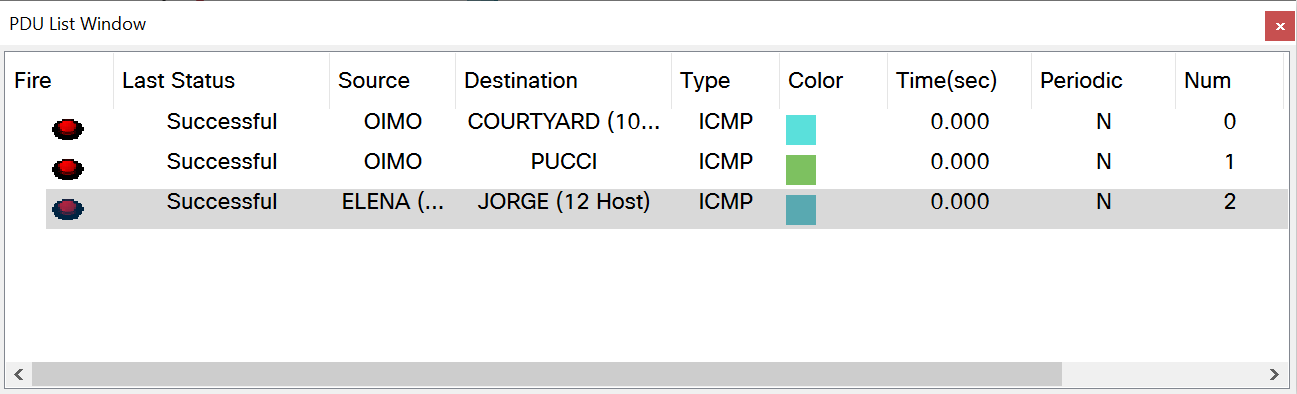 PDU List Window
Fire Last Status Source Destination Type Color Time(sec) Periodic Num
Successful OIMO COURTYARD (10... ICMP 0.000 N 0
Successful OIMO PUCCI ICMP 0.000 N 1
Successful ELENA (... JORGE (12 Host) ICMP 0.000 N 2